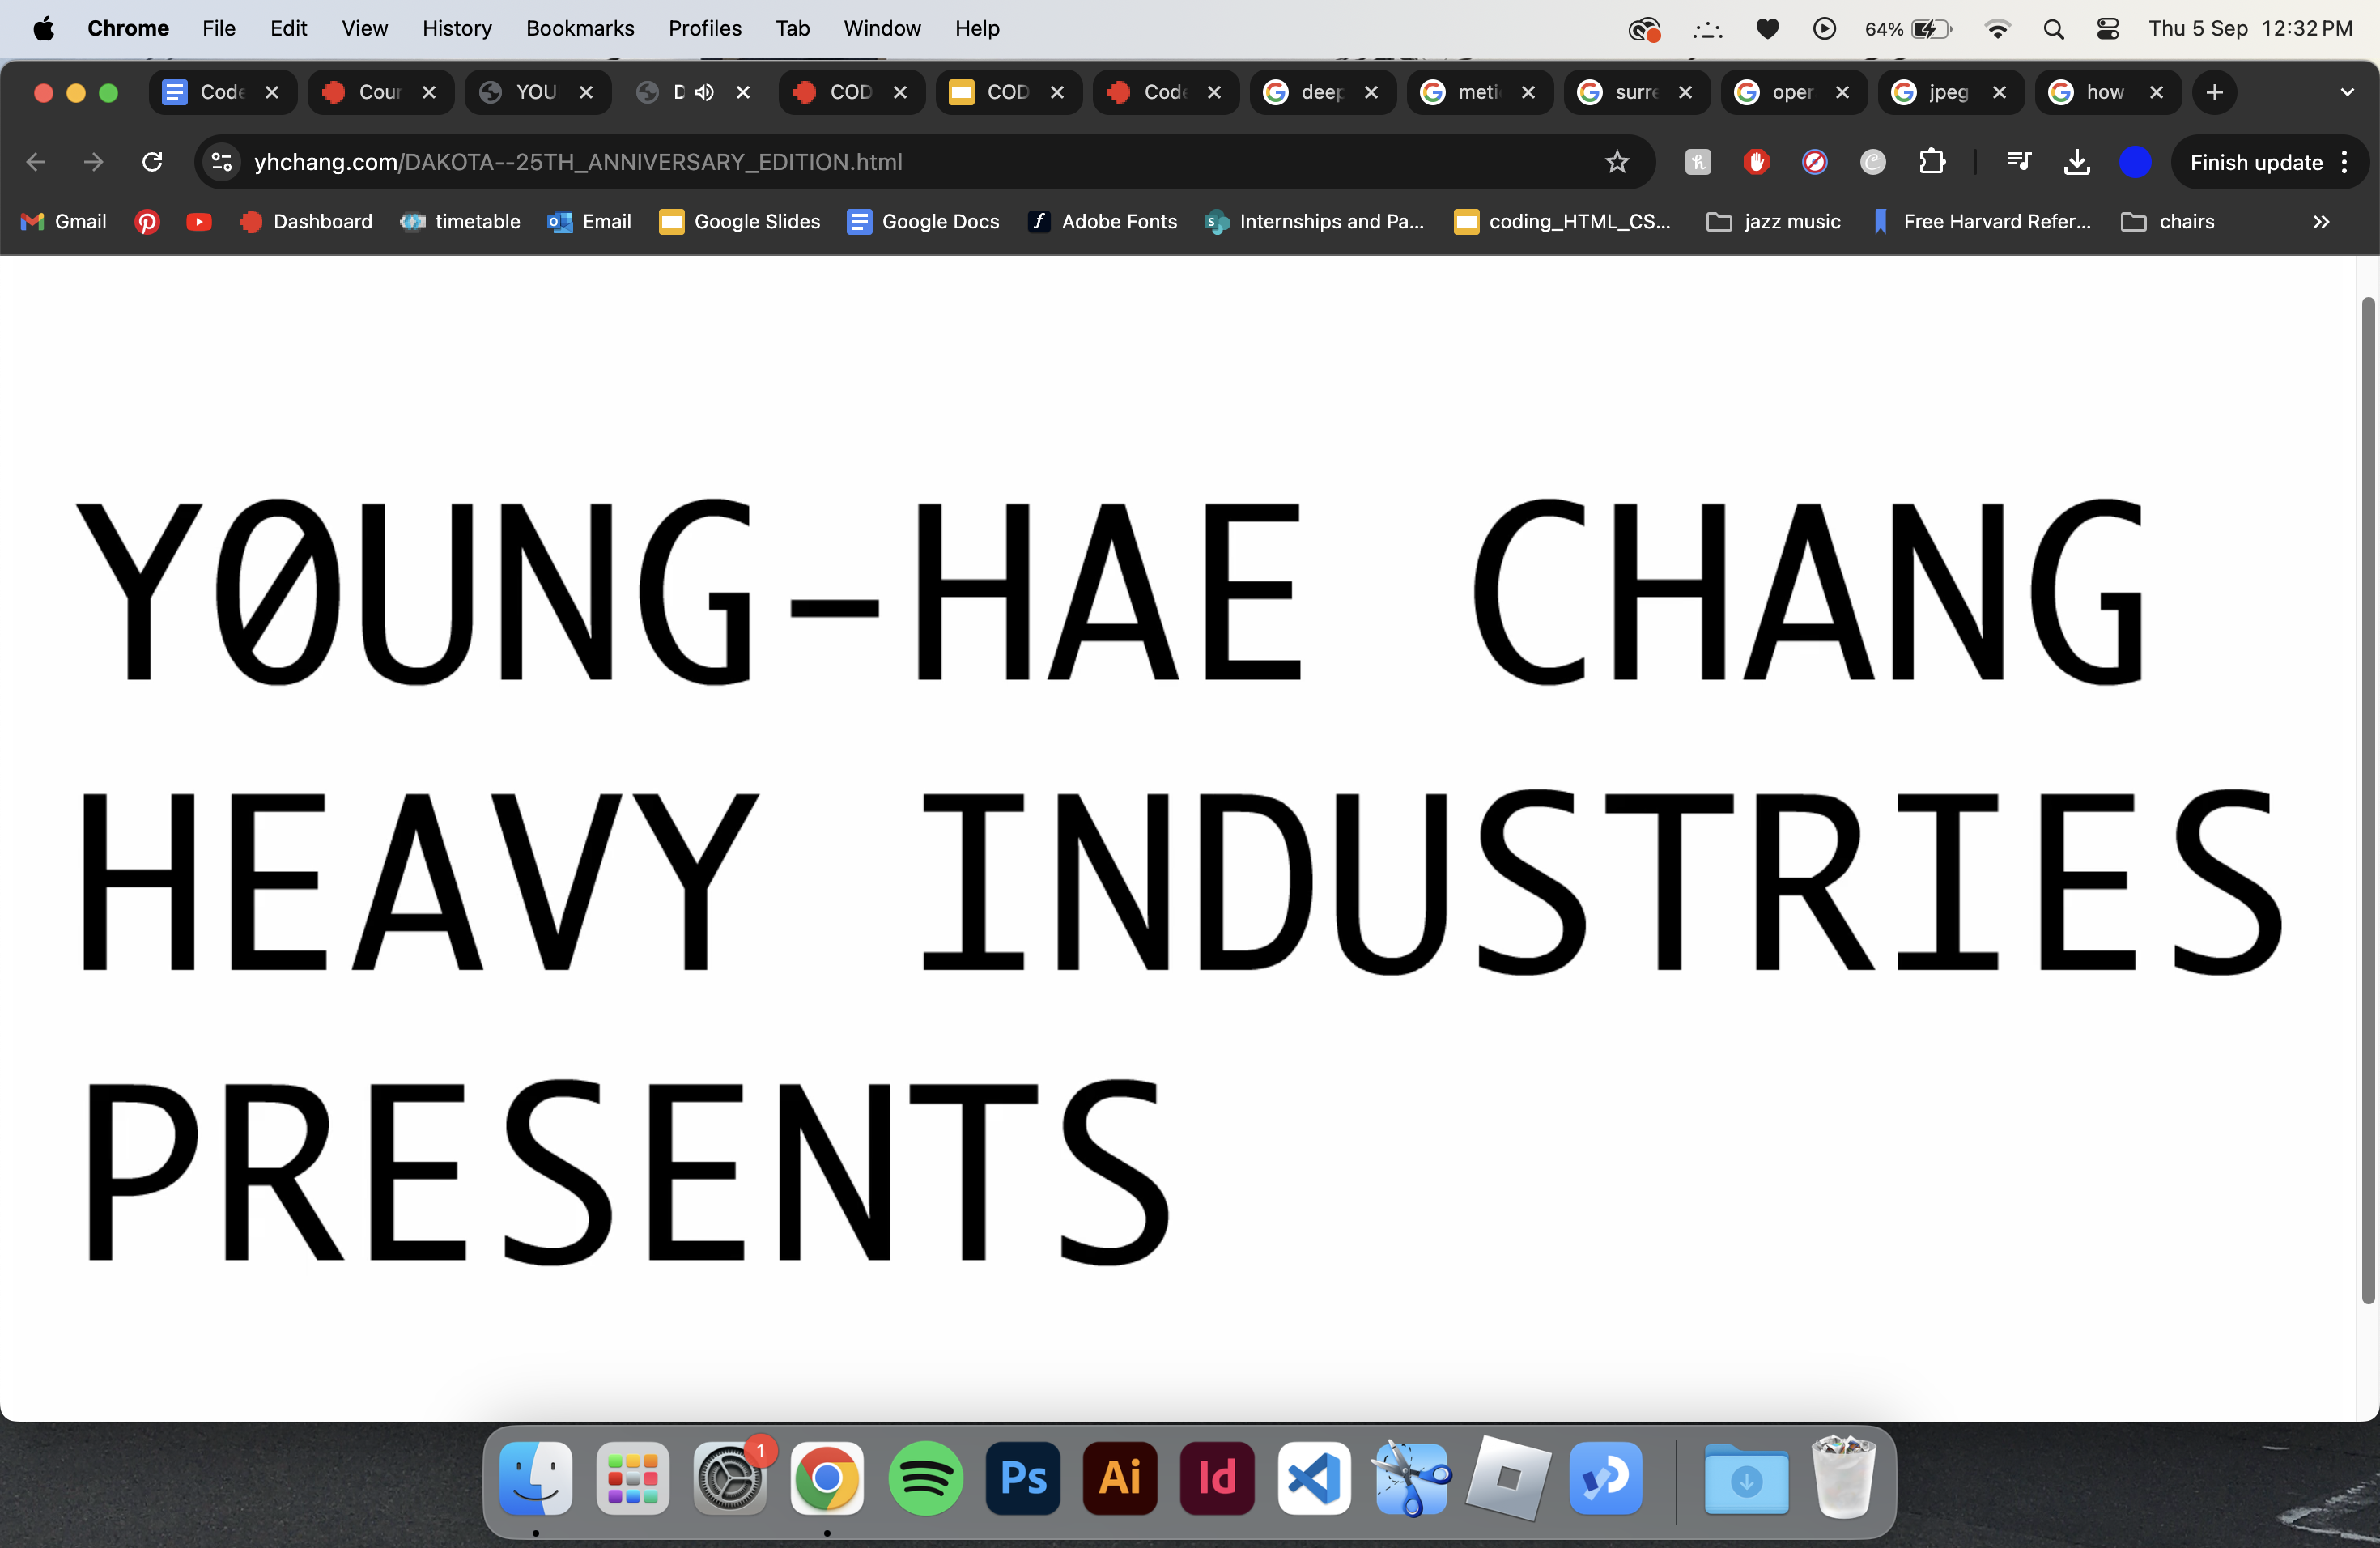 Chrome File Edit View History Bookmarks Profiles Tab Window Help 64% Thu 5 Sep 12:32 PM
Code Cour YOU D COD COD Code deep meti surre oper jpeg how
yhchang.com/DAKOTA--25TH_ANNIVERSARY_EDITION.html Finish update
Gmail Dashboard timetable Email Google Slides Google Docs Adobe Fonts Internships and Pa... coding_HTML_CS... jazz music Free Harvard Refer... chairs
Y0UNG-HAE CHANG
HEAVY INDUSTRIES
PRESENTS
1
Ps Ai Id